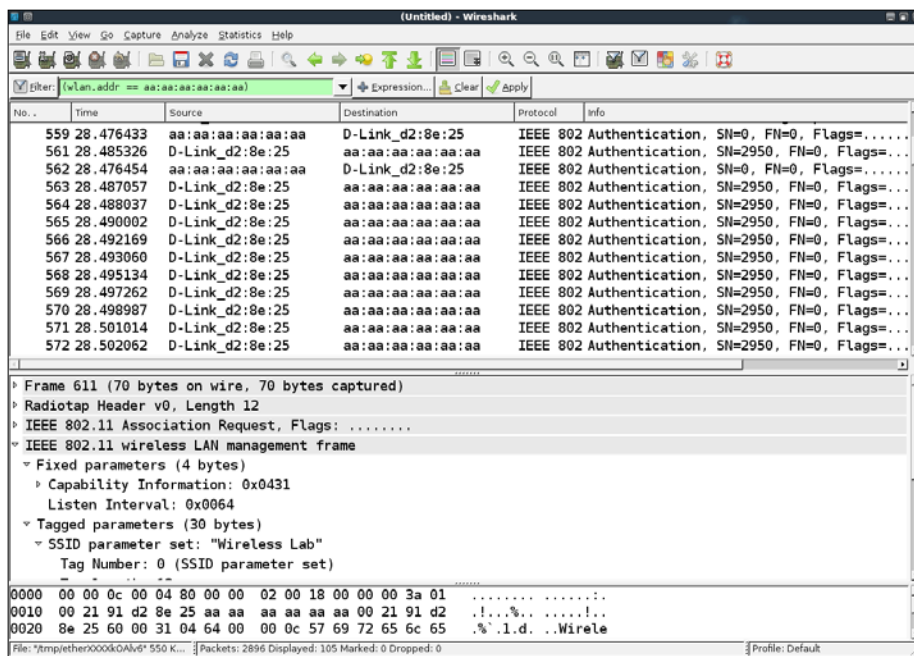 (Untitled) - Wireshark
File Edit View Go Capture Analyze Statistics Help
Filter: (wlan.addr == aa:aa:aa:aa:aa:aa) Expression... Clear Apply
No. . Time Source Destination Protocol Info
559 28.476433 aa:aa:aa:aa:aa:aa D-Link_d2:8e:25 IEEE 802 Authentication, SN=0, FN=0, Flags=......
561 28.485326 D-Link_d2:8e:25 aa:aa:aa:aa:aa:aa IEEE 802 Authentication, SN=2950, FN=0, Flags=...
562 28.476454 aa:aa:aa:aa:aa:aa D-Link_d2:8e:25 IEEE 802 Authentication, SN=0, FN=0, Flags=......
563 28.487057 D-Link_d2:8e:25 aa:aa:aa:aa:aa:aa IEEE 802 Authentication, SN=2950, FN=0, Flags=...
564 28.488037 D-Link_d2:8e:25 aa:aa:aa:aa:aa:aa IEEE 802 Authentication, SN=2950, FN=0, Flags=...
565 28.490002 D-Link_d2:8e:25 aa:aa:aa:aa:aa:aa IEEE 802 Authentication, SN=2950, FN=0, Flags=...
566 28.492169 D-Link_d2:8e:25 aa:aa:aa:aa:aa:aa IEEE 802 Authentication, SN=2950, FN=0, Flags=...
567 28.493060 D-Link_d2:8e:25 aa:aa:aa:aa:aa:aa IEEE 802 Authentication, SN=2950, FN=0, Flags=...
568 28.495134 D-Link_d2:8e:25 aa:aa:aa:aa:aa:aa IEEE 802 Authentication, SN=2950, FN=0, Flags=...
569 28.497262 D-Link_d2:8e:25 aa:aa:aa:aa:aa:aa IEEE 802 Authentication, SN=2950, FN=0, Flags=...
570 28.498987 D-Link_d2:8e:25 aa:aa:aa:aa:aa:aa IEEE 802 Authentication, SN=2950, FN=0, Flags=...
571 28.501014 D-Link_d2:8e:25 aa:aa:aa:aa:aa:aa IEEE 802 Authentication, SN=2950, FN=0, Flags=...
572 28.502062 D-Link_d2:8e:25 aa:aa:aa:aa:aa:aa IEEE 802 Authentication, SN=2950, FN=0, Flags=...
Frame 611 (70 bytes on wire, 70 bytes captured)
Radiotap Header v0, Length 12
IEEE 802.11 Association Request, Flags: ........
IEEE 802.11 wireless LAN management frame
Fixed parameters (4 bytes)
Capability Information: 0x0431
Listen Interval: 0x0064
Tagged parameters (30 bytes)
SSID parameter set: "Wireless Lab"
Tag Number: 0 (SSID parameter set)
0000 00 00 0c 00 04 80 00 00 02 00 18 00 00 00 3a 01 ........ ......:.
0010 00 21 91 d2 8e 25 aa aa aa aa aa aa 00 21 91 d2 .!...%.. .....!..
0020 8e 25 60 00 31 04 64 00 00 0c 57 69 72 65 6c 65 .%`.1.d. ..Wirele
File: "/tmp/etherXXXXkOAlv6" 550 K... Packets: 2896 Displayed: 105 Marked: 0 Dropped: 0 Profile: Default